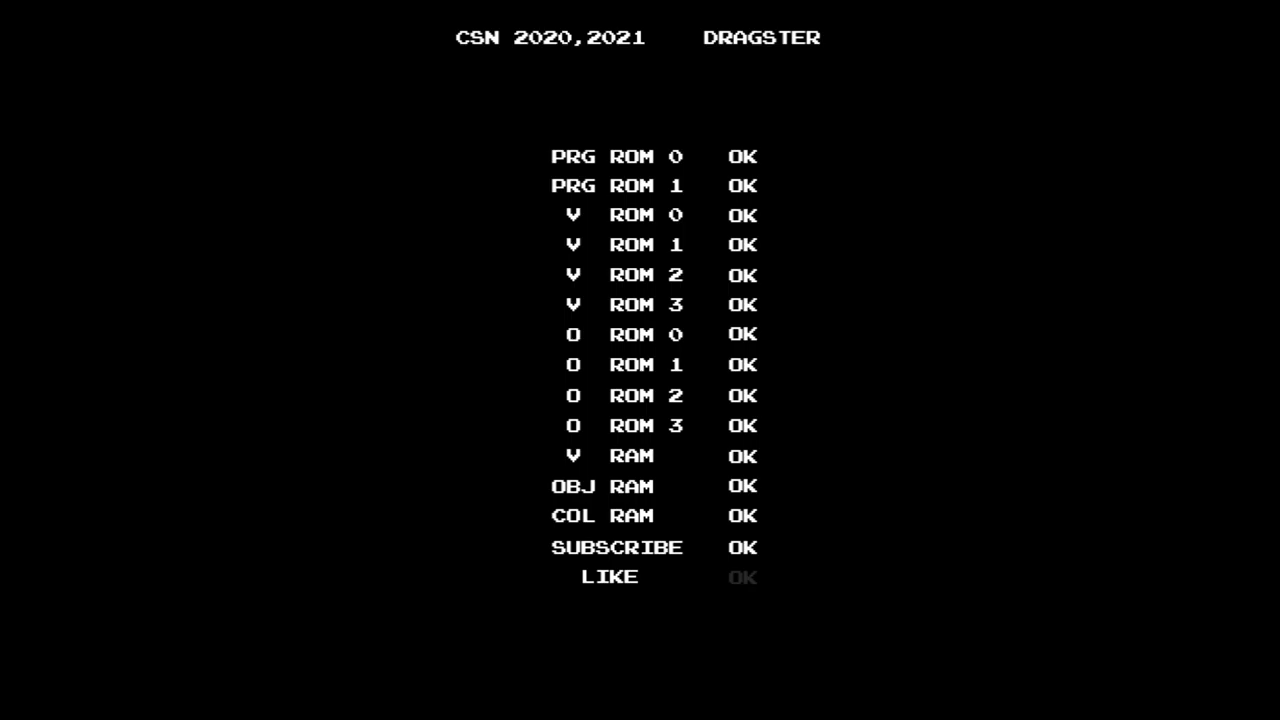 CSN 2020,2021 DRAGSTER
PRG ROM 0 OK
PRG ROM 1 OK
V ROM 0 OK
V ROM 1 OK
V ROM 2 OK
V ROM 3 OK
O ROM 0 OK
O ROM 1 OK
O ROM 2 OK
O ROM 3 OK
V RAM OK
OBJ RAM OK
COL RAM OK
SUBSCRIBE OK
LIKE OK